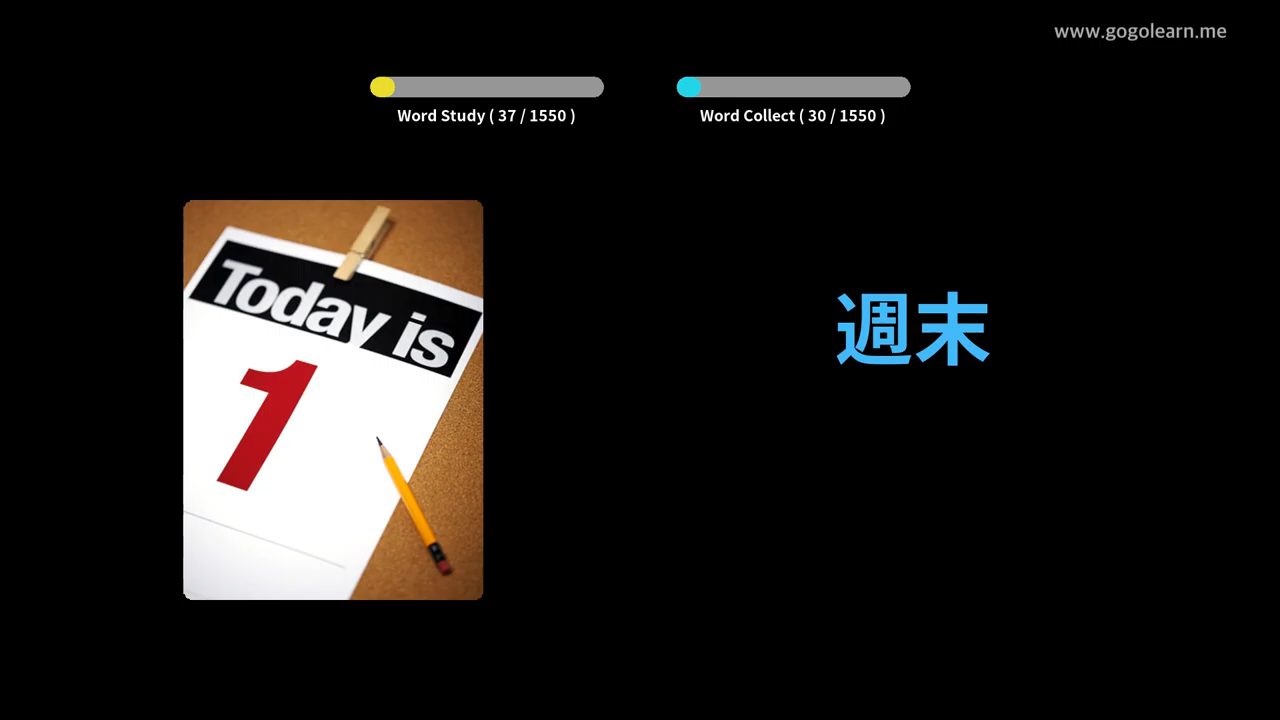 www.gogolearn.me
Word Study ( 37 / 1550 )
Word Collect ( 30 / 1550 )
Today is
1
週末